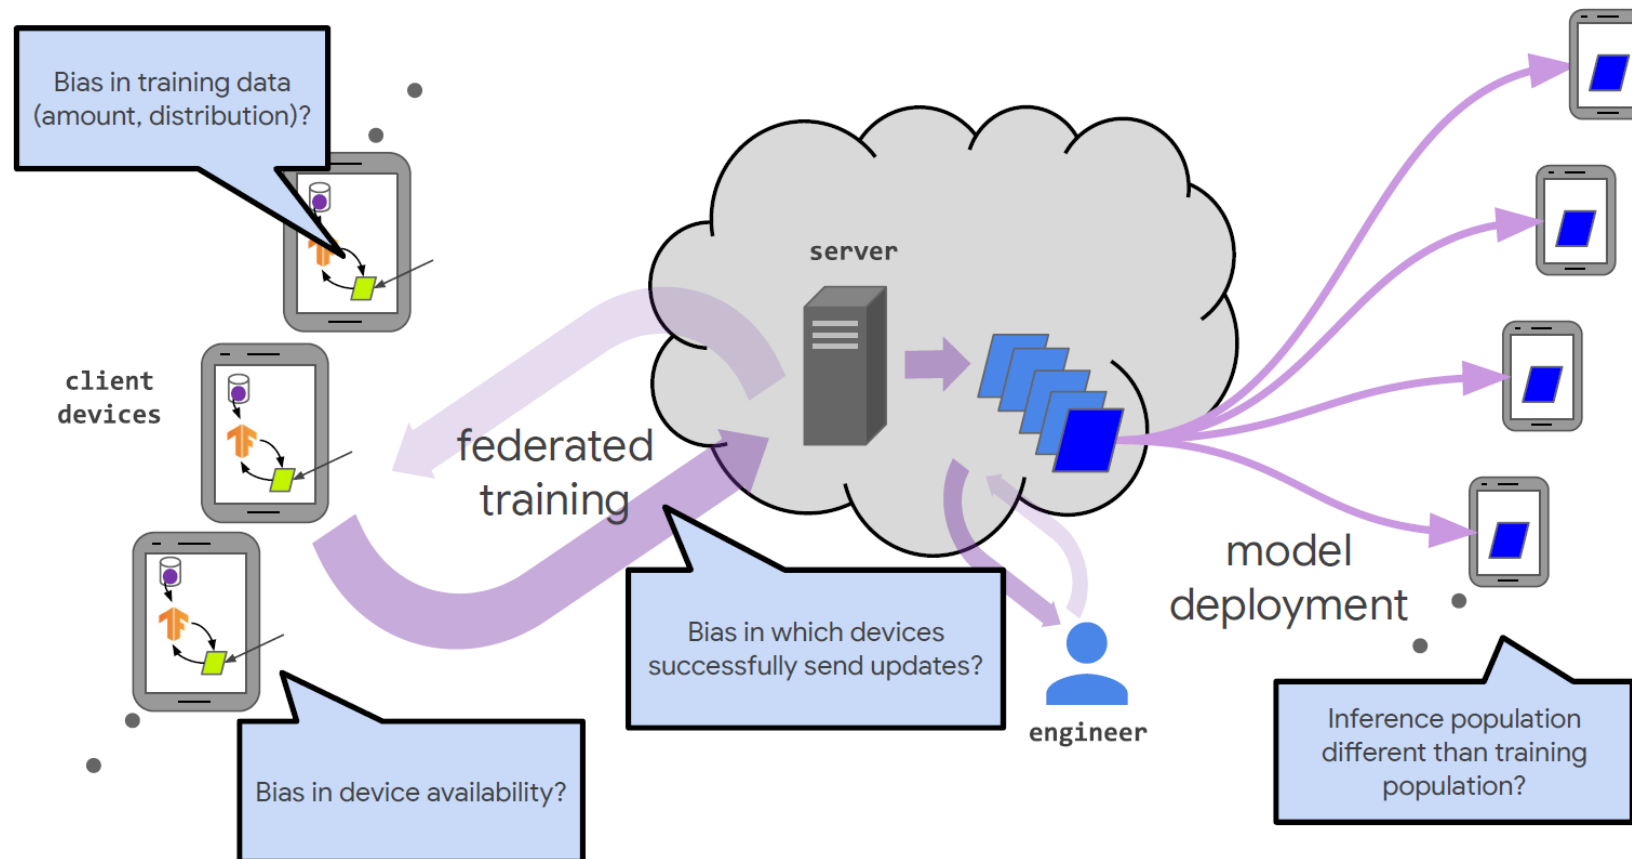 Bias in training data
(amount, distribution)?
server
client
devices
federated
training
model
deployment
Bias in which devices
successfully send updates?
engineer
Bias in device availability?
Inference population
different than training
population?